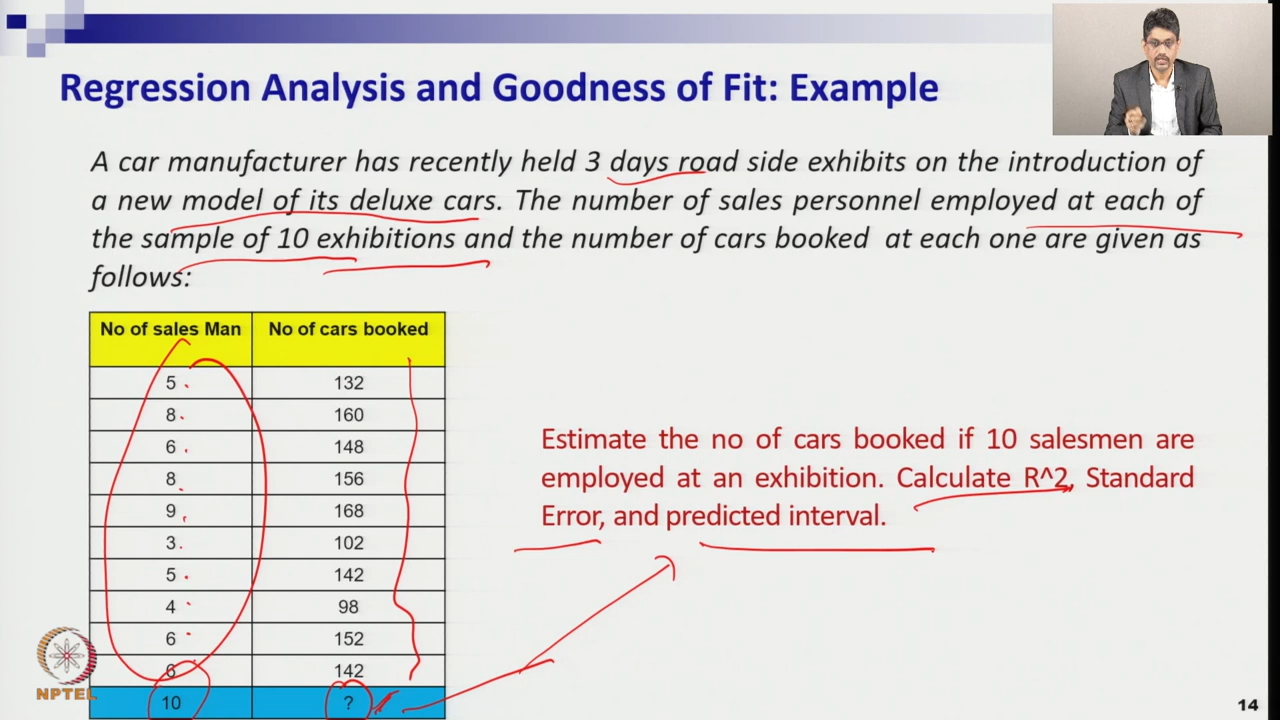 Regression Analysis and Goodness of Fit: Example
A car manufacturer has recently held 3 days road side exhibits on the introduction of
a new model of its deluxe cars. The number of sales personnel employed at each of
the sample of 10 exhibitions and the number of cars booked at each one are given as
follows:
No of sales Man No of cars booked
5 132
8 160
6 148
8 156
9 168
3 102
5 142
4 98
6 152
6 142
10 ?
Estimate the no of cars booked if 10 salesmen are
employed at an exhibition. Calculate R^2, Standard
Error, and predicted interval.
NPTEL
14